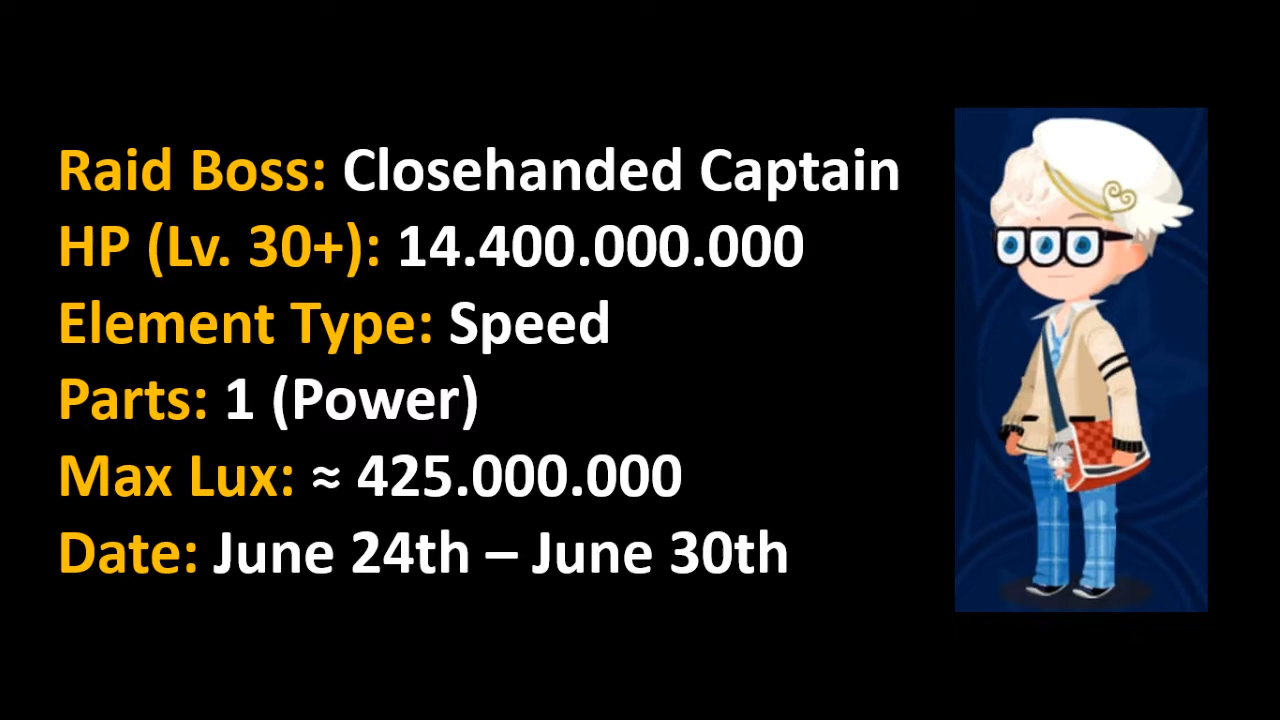 Raid Boss: Closehanded Captain
HP (Lv. 30+): 14.400.000.000
Element Type: Speed
Parts: 1 (Power)
Max Lux: ≈ 425.000.000
Date: June 24th – June 30th